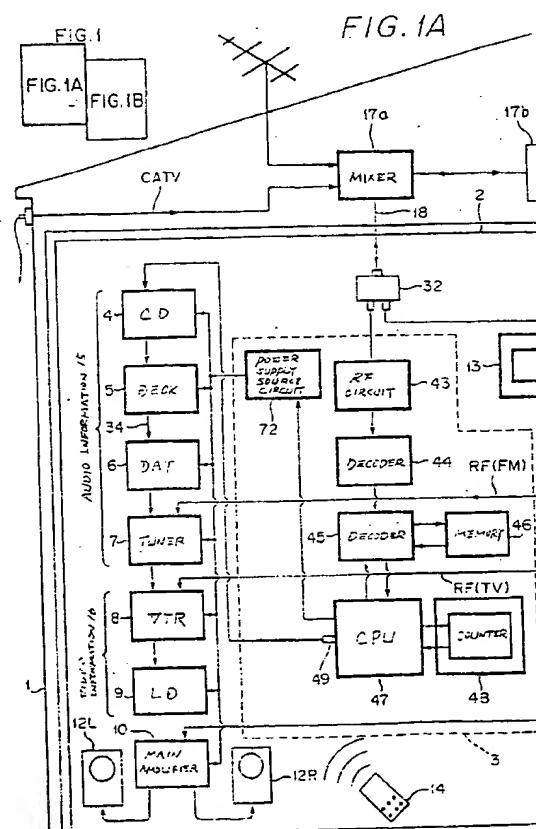 FIG. 1
FIG. 1A
FIG. 1B
FIG. 1A
17a
17b
MIXER
CATV
18
2
32
4
CD
POWER
SUPPLY
SOURCE
CIRCUIT
72
RF
CIRCUIT
43
13
5
DECK
34
AUDIO INFORMATION 15
6
DAT
DECODER
44
RF(FM)
7
TUNER
45
DECODER
MEMORY
46
RF(TV)
8
VTR
INFORMATION 16
CPU
COUNTER
49
47
48
1
9
LD
12L
10
MAIN
AMPLIFIER
12R
3
14